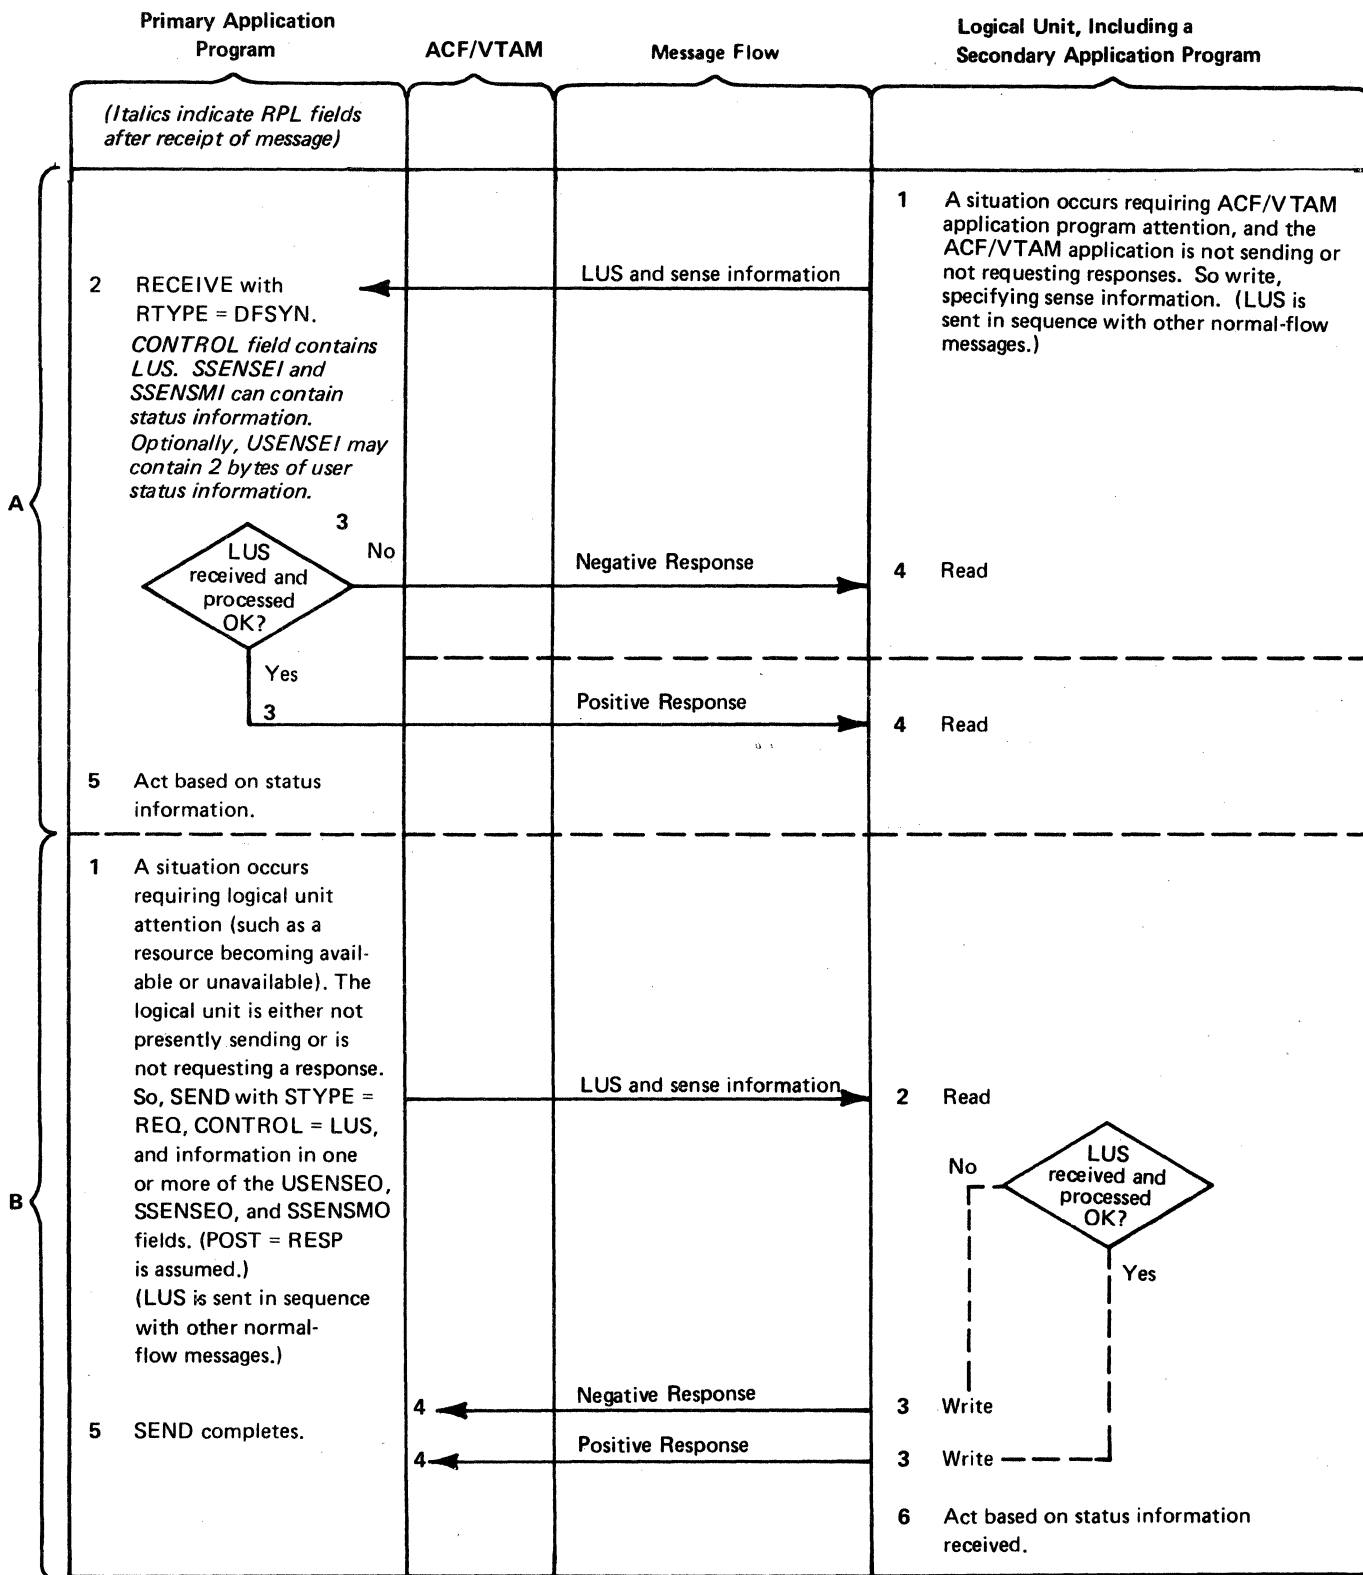 Primary Application
Program
ACF/VTAM
Message Flow
Logical Unit, Including a
Secondary Application Program
(Italics indicate RPL fields
after receipt of message)
A
1 A situation occurs requiring ACF/VTAM
application program attention, and the
ACF/VTAM application is not sending or
not requesting responses. So write,
specifying sense information. (LUS is
sent in sequence with other normal-flow
messages.)
LUS and sense information
2 RECEIVE with
RTYPE = DFSYN.
CONTROL field contains
LUS. SSENSEI and
SSENSMI can contain
status information.
Optionally, USENSEI may
contain 2 bytes of user
status information.
3
No
LUS
received and
processed
OK?
Negative Response
4 Read
Yes
3
Positive Response
4 Read
5 Act based on status
information.
B
1 A situation occurs
requiring logical unit
attention (such as a
resource becoming avail-
able or unavailable). The
logical unit is either not
presently sending or is
not requesting a response.
So, SEND with STYPE =
REQ, CONTROL = LUS,
and information in one
or more of the USENSEO,
SSENSEO, and SSENSMO
fields. (POST = RESP
is assumed.)
(LUS is sent in sequence
with other normal-
flow messages.)
LUS and sense information
2 Read
No
LUS
received and
processed
OK?
Yes
4
Negative Response
3 Write
5 SEND completes.
4
Positive Response
3 Write
6 Act based on status information
received.